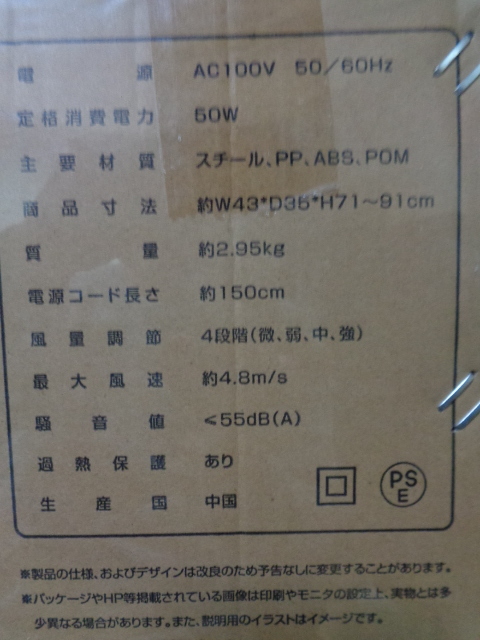 電源 AC100V 50/60Hz
定格消費電力 50W
主要材質 スチール、PP、ABS、POM
商品寸法 約W43*D35*H71～91cm
質量 約2.95kg
電源コード長さ 約150cm
風量調節 4段階(微、弱、中、強)
最大風速 約4.8m/s
騒音値 ≤55dB(A)
過熱保護 あり
生産国 中国
PS
E
※製品の仕様、およびデザインは改良のため予告なしに変更することがあります。
※パッケージやHP等掲載されている画像は印刷やモニタの設定上、実物とは多
少異なる場合があります。また、説明用のイラストはイメージです。